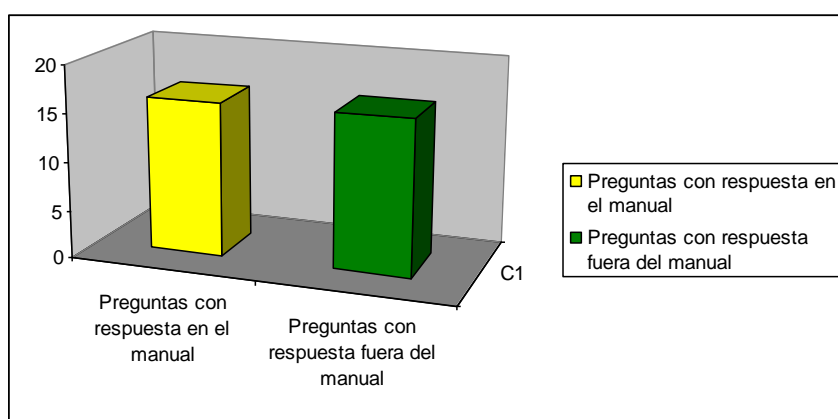 20
15
10
5
0
Preguntas con
respuesta en el
manual
Preguntas con
respuesta fuera del
manual
C1
Preguntas con respuesta en
el manual
Preguntas con respuesta
fuera del manual